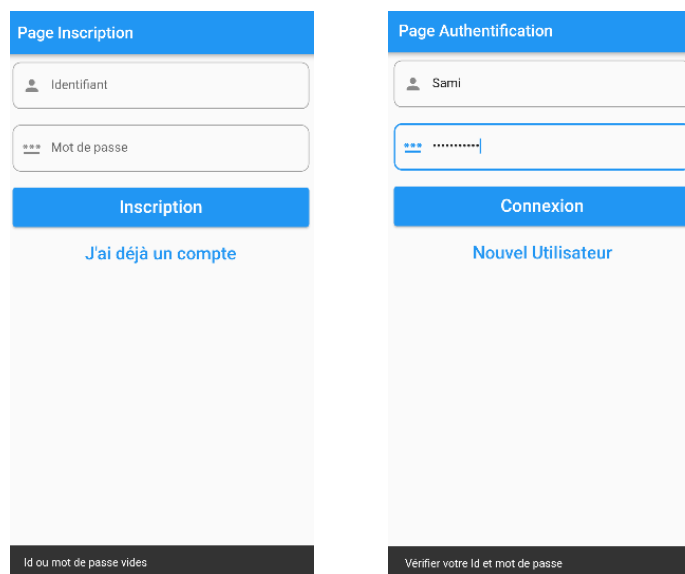 Page Inscription
Identifiant
*** Mot de passe
Inscription
J'ai déjà un compte
Id ou mot de passe vides
Page Authentification
Sami
*** ···········
Connexion
Nouvel Utilisateur
Vérifier votre Id et mot de passe